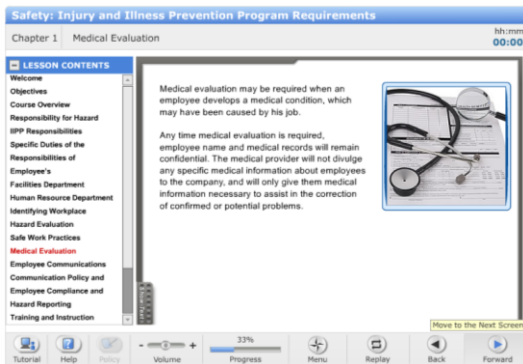 Safety: Injury and Illness Prevention Program Requirements
Chapter 1 Medical Evaluation
hh:mm
00:00
LESSON CONTENTS
Welcome
Objectives
Course Overview
Responsibility for Hazard
IIPP Responsibilities
Specific Duties of the
Responsibilities of
Employee's
Facilities Department
Human Resource Department
Identifying Workplace
Hazard Evaluation
Safe Work Practices
Medical Evaluation
Employee Communications
Communication Policy and
Employee Compliance and
Hazard Reporting
Training and Instruction
Medical evaluation may be required when an
employee develops a medical condition, which
may have been caused by his job.
Any time medical evaluation is required,
employee name and medical records will remain
confidential. The medical provider will not divulge
any specific medical information about employees
to the company, and will only give them medical
information necessary to assist in the correction
of confirmed or potential problems.
Move to the Next Screen
- +
33%
Tutorial Help Policy Volume Progress Menu Replay Back Forward